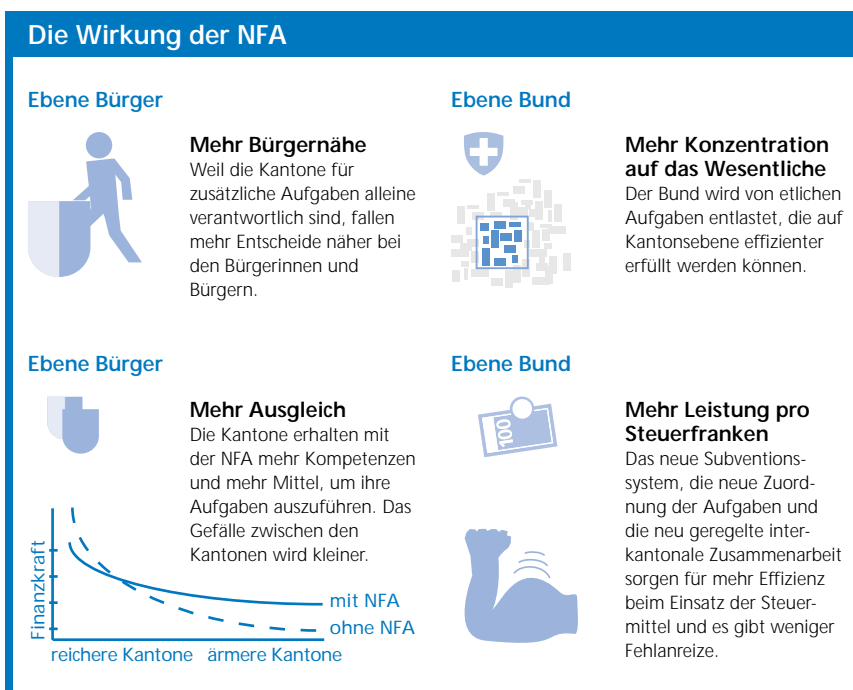 Die Wirkung der NFA
Ebene Bürger
Mehr Bürgernähe
Weil die Kantone für
zusätzliche Aufgaben alleine
verantwortlich sind, fallen
mehr Entscheide näher bei
den Bürgerinnen und
Bürgern.
Ebene Bund
Mehr Konzentration
auf das Wesentliche
Der Bund wird von etlichen
Aufgaben entlastet, die auf
Kantonsebene effizienter
erfüllt werden können.
Ebene Bürger
Mehr Ausgleich
Die Kantone erhalten mit
der NFA mehr Kompetenzen
und mehr Mittel, um ihre
Aufgaben auszuführen. Das
Gefälle zwischen den
Kantonen wird kleiner.
Finanzkraft
mit NFA
ohne NFA
reichere Kantone ärmere Kantone
Ebene Bund
100
Mehr Leistung pro
Steuerfranken
Das neue Subventions-
system, die neue Zuord-
nung der Aufgaben und
die neu geregelte inter-
kantonale Zusammenarbeit
sorgen für mehr Effizienz
beim Einsatz der Steuer-
mittel und es gibt weniger
Fehlanreize.